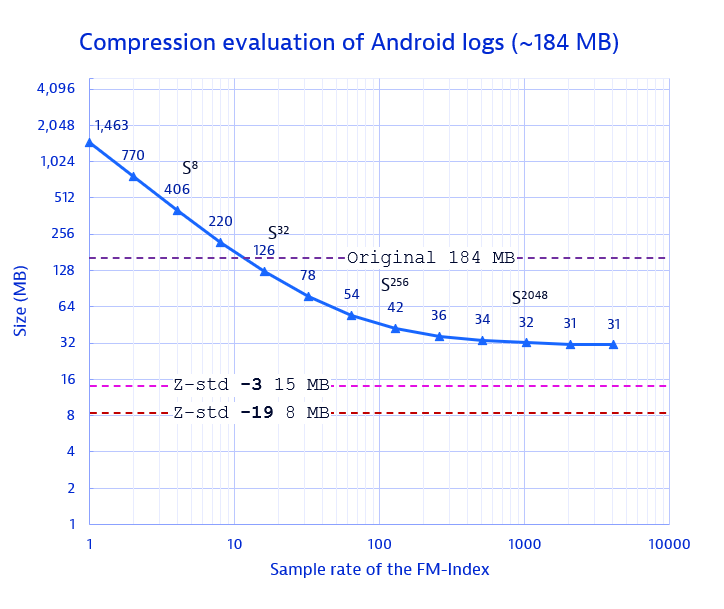 Compression evaluation of Android logs (~184 MB)
4,096
2,048
1,463
1,024
770
S⁸
406
512
220
S³²
256
126
Original 184 MB
128
78
S²⁵⁶
54
S²⁰⁴⁸
64
42
36
34
32
31
31
32
16
Z-std -3 15 MB
8
Z-std -19 8 MB
4
2
1
Size (MB)
1 10 100 1000 10000
Sample rate of the FM-Index